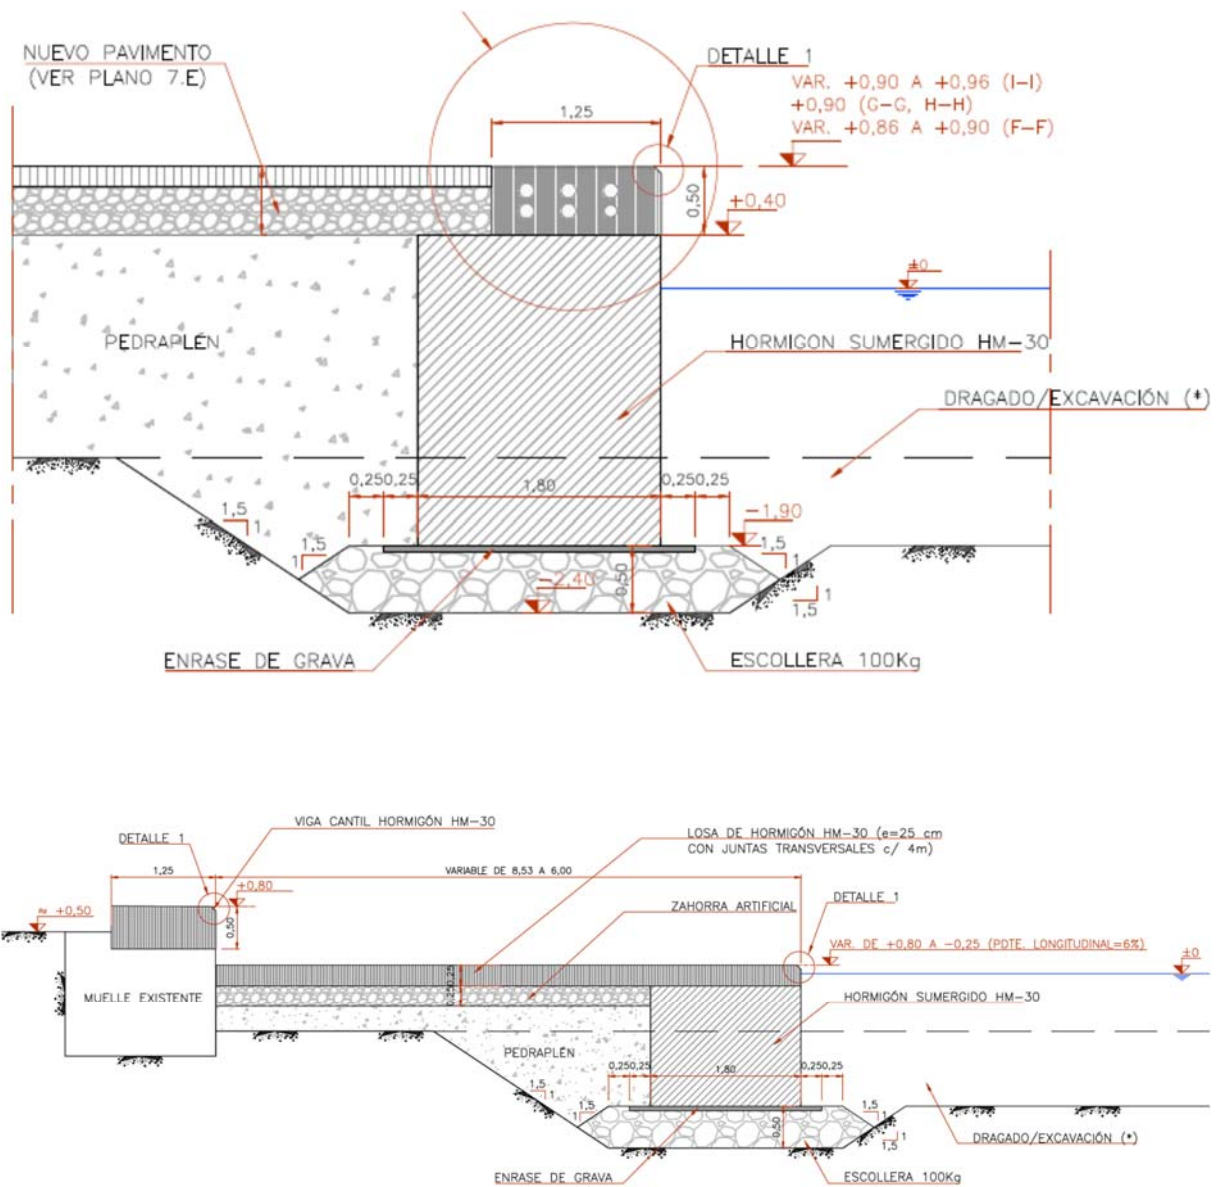 NUEVO PAVIMENTO
(VER PLANO 7.E)
DETALLE 1
VAR. +0,90 A +0,96 (I-I)
+0,90 (G-G, H-H)
VAR. +0,86 A +0,90 (F-F)
1,25
0,50
+0,40
±0
PEDRAPLÉN
HORMIGON SUMERGIDO HM-30
DRAGADO/EXCAVACIÓN (*)
0,25 0,25
1,80
0,25 0,25
-1,90
1,5
1
1,5
1
1,5
1
1,5
1
-2,40
0,50
ENRASE DE GRAVA
ESCOLLERA 100Kg
VIGA CANTIL HORMIGÓN HM-30
DETALLE 1
LOSA DE HORMIGÓN HM-30 (e=25 cm
CON JUNTAS TRANSVERSALES c/ 4m)
1,25
VARIABLE DE 8,53 A 6,00
+0,80
≈ +0,50
0,50
ZAHORRA ARTIFICIAL
DETALLE 1
VAR. DE +0,80 A -0,25 (PDTE. LONGITUDINAL=6%)
±0
0,25 0,25
MUELLE EXISTENTE
HORMIGÓN SUMERGIDO HM-30
PEDRAPLÉN
0,25 0,25
1,80
0,25 0,25
1,5
1
1,5
1
1,5
1
1,5
1
0,50
DRAGADO/EXCAVACIÓN (*)
ENRASE DE GRAVA
ESCOLLERA 100Kg